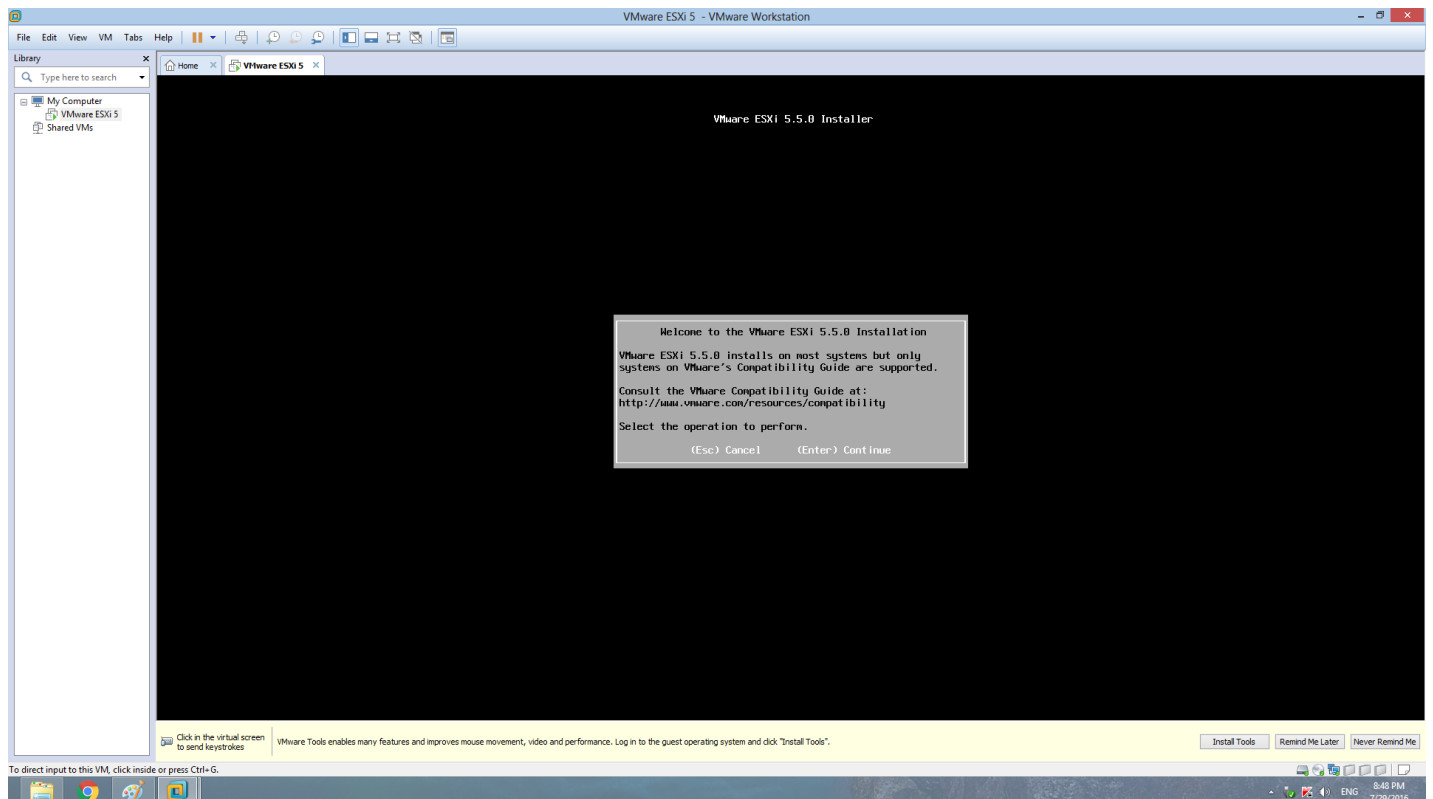 VMware ESXi 5 - VMware Workstation
File Edit View VM Tabs Help
Library
Type here to search
My Computer
VMware ESXi 5
Shared VMs
Home
VMware ESXi 5
VMware ESXi 5.5.0 Installer
Welcome to the VMware ESXi 5.5.0 Installation
VMware ESXi 5.5.0 installs on most systems but only
systems on VMware's Compatibility Guide are supported.
Consult the VMware Compatibility Guide at:
http://www.vmware.com/resources/compatibility
Select the operation to perform.
(Esc) Cancel (Enter) Continue
Click in the virtual screen
to send keystrokes
VMware Tools enables many features and improves mouse movement, video and performance. Log in to the guest operating system and click "Install Tools".
Install Tools Remind Me Later Never Remind Me
To direct input to this VM, click inside or press Ctrl+G.
ENG
8:48 PM
7/29/2016